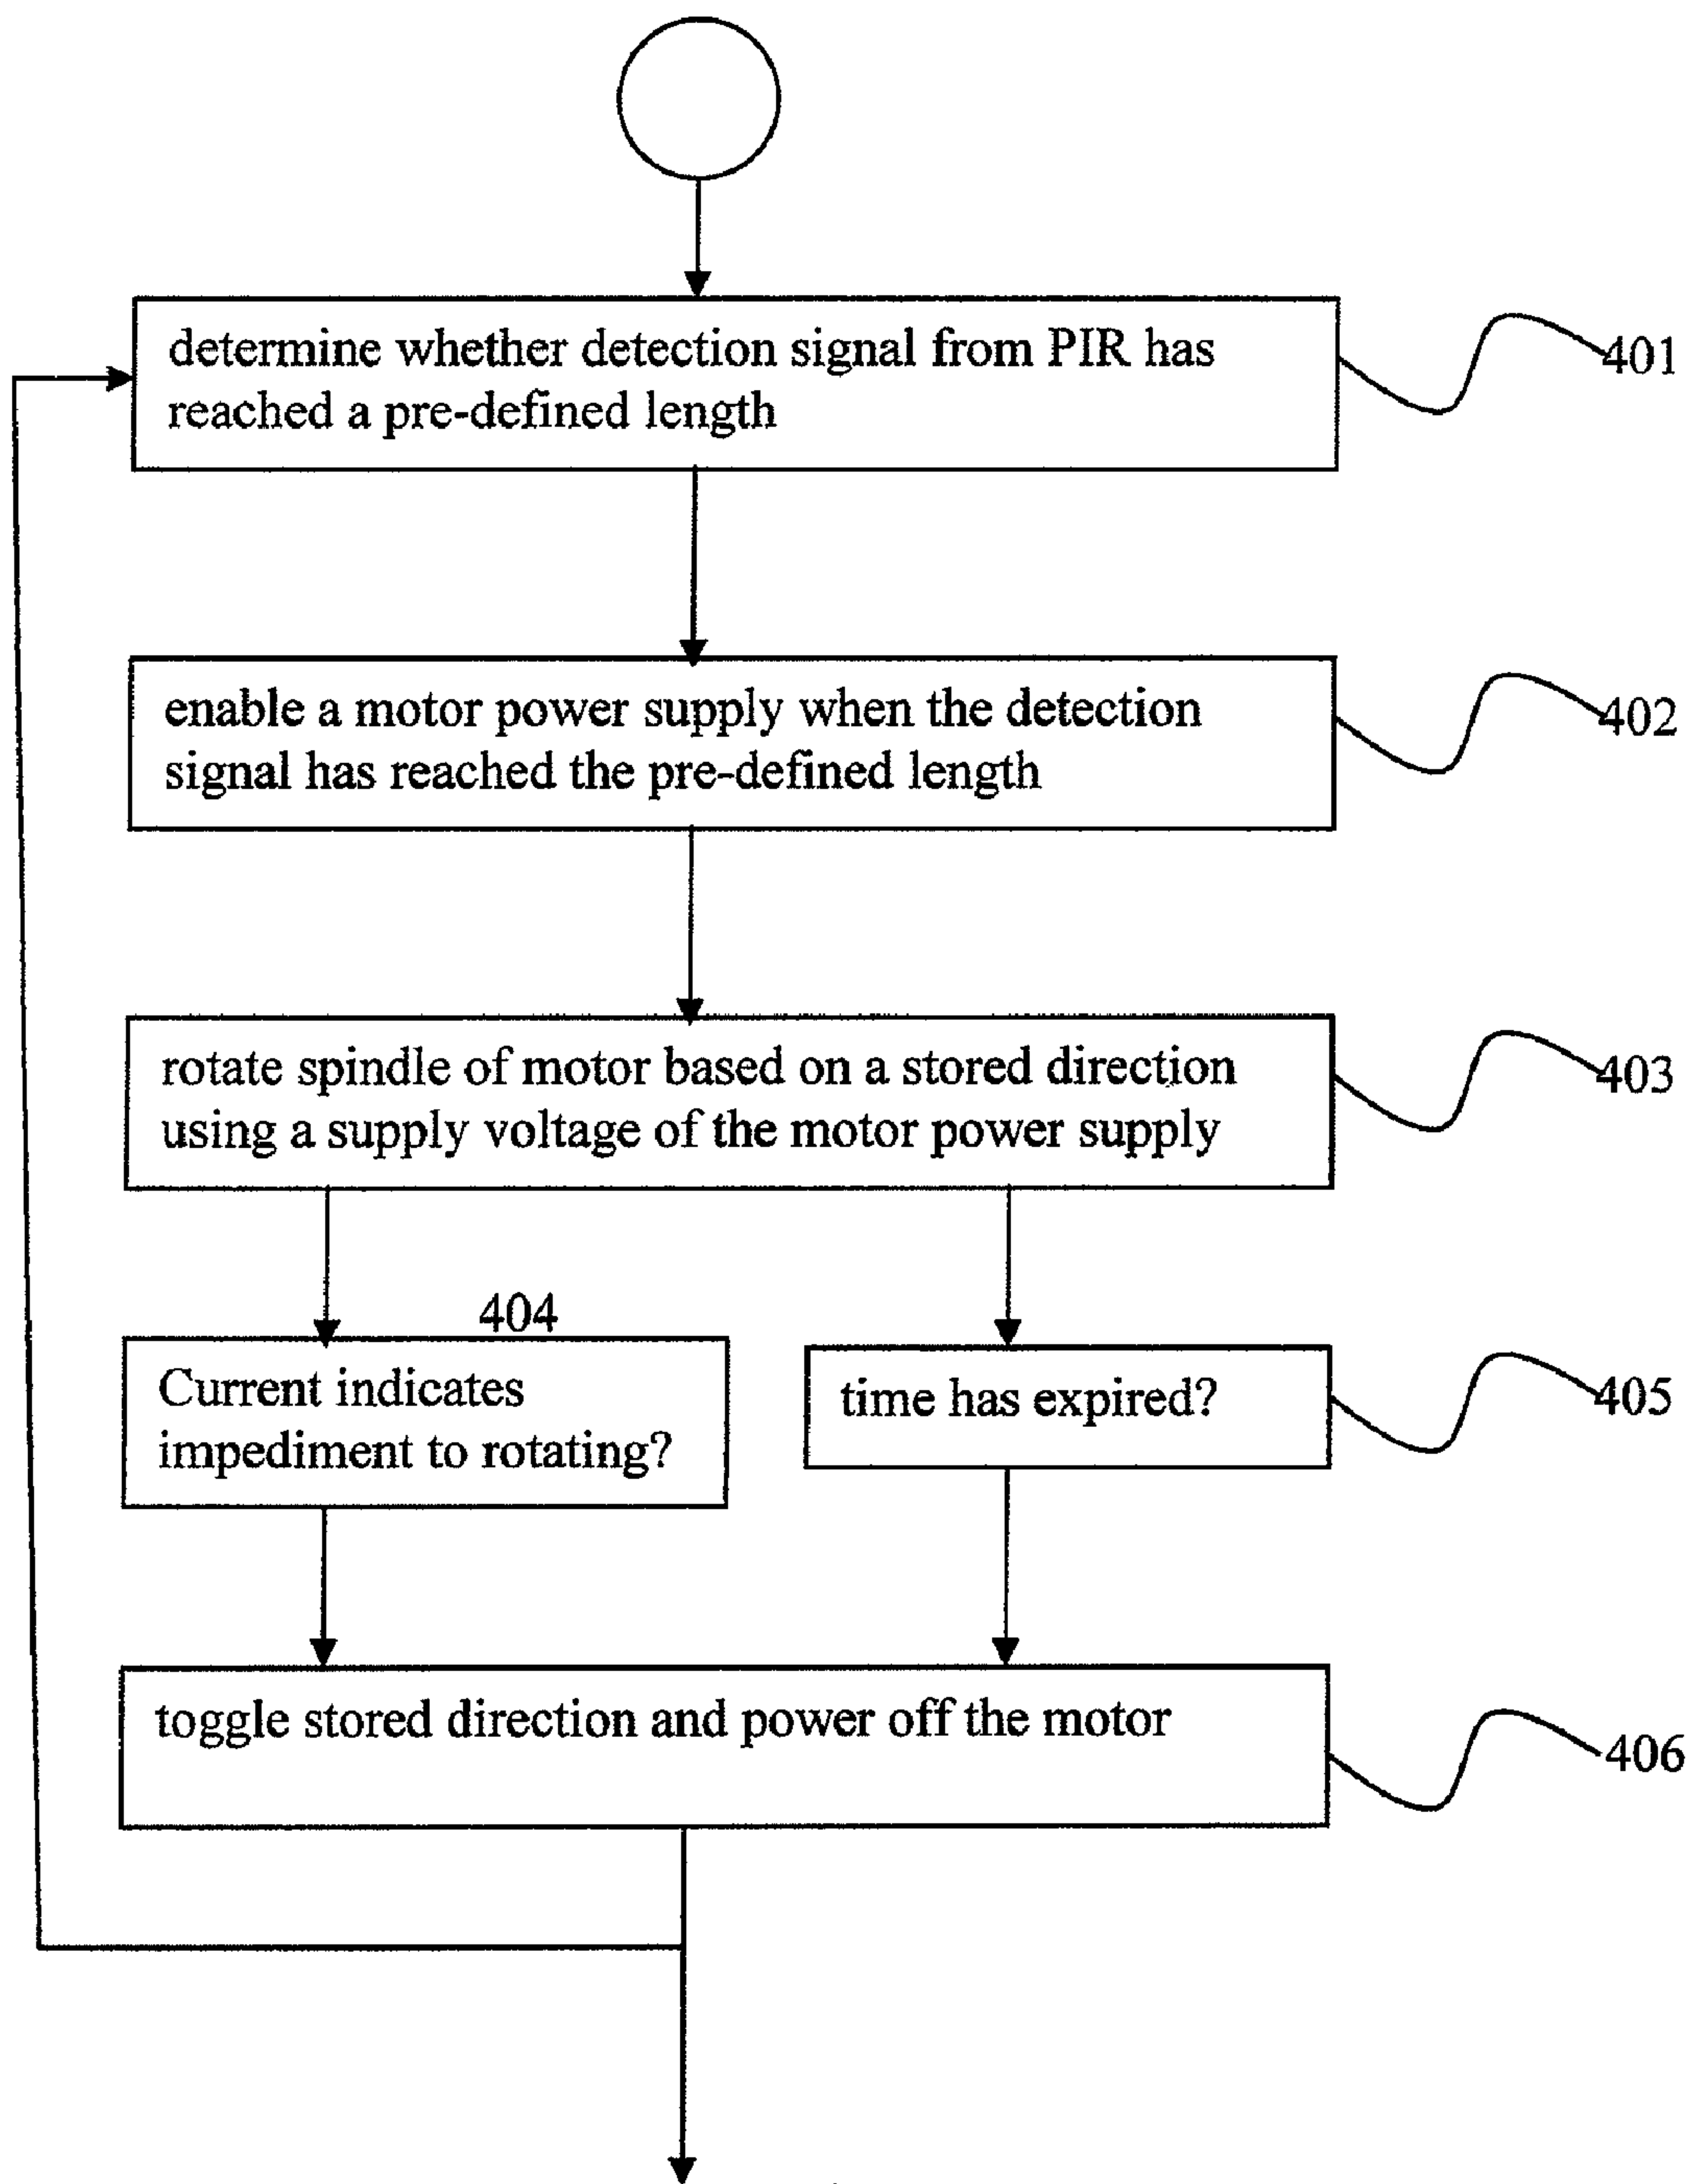 determine whether detection signal from PIR has
reached a pre-defined length
401
enable a motor power supply when the detection
signal has reached the pre-defined length
402
rotate spindle of motor based on a stored direction
using a supply voltage of the motor power supply
403
404
Current indicates
impediment to rotating?
time has expired?
405
toggle stored direction and power off the motor
406